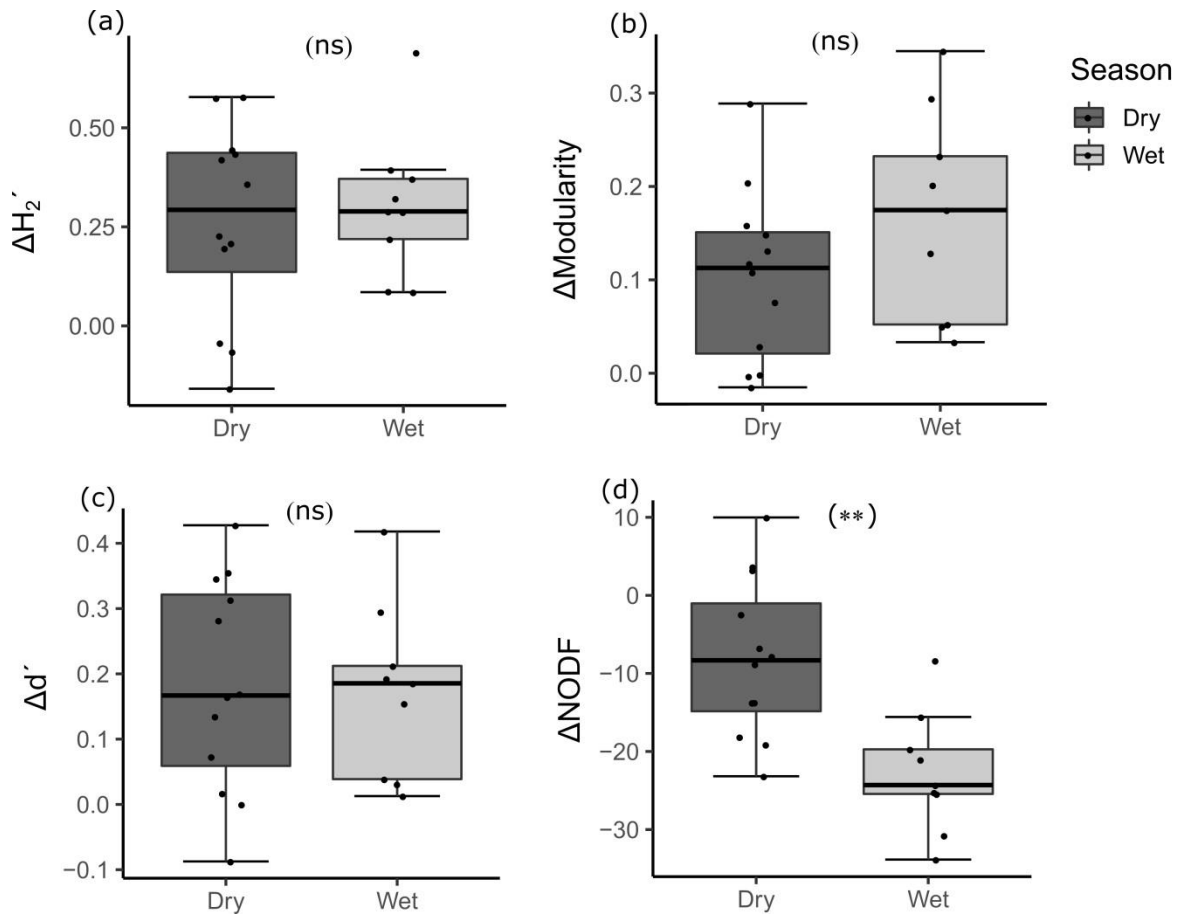 (a)
(ns)
0.50
0.25
0.00
ΔH₂´
Dry
Wet
(b)
(ns)
0.3
0.2
0.1
0.0
ΔModularity
Dry
Wet
Season
Dry
Wet
(c)
(ns)
0.4
0.3
0.2
0.1
0.0
−0.1
Δd´
Dry
Wet
(d)
(**)
10
0
−10
−20
−30
ΔNODF
Dry
Wet